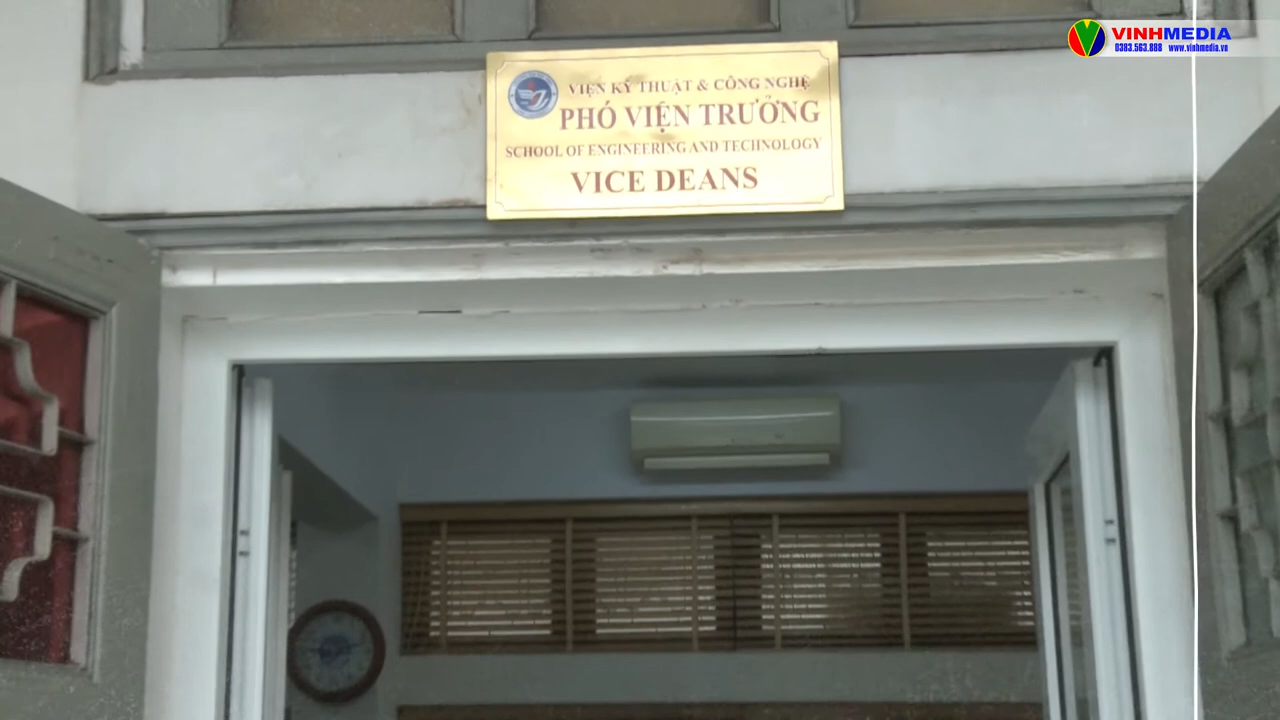 VINHMEDIA
0383.563.888 www.vinhmedia.vn
VIỆN KỸ THUẬT & CÔNG NGHỆ
PHÓ VIỆN TRƯỞNG
SCHOOL OF ENGINEERING AND TECHNOLOGY
VICE DEANS